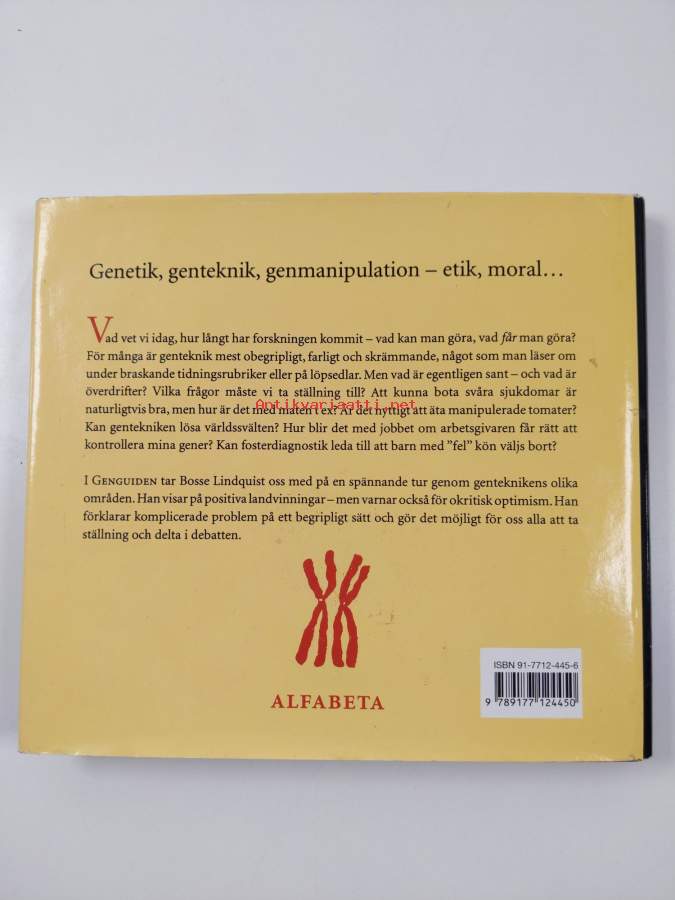 Genetik, genteknik, genmanipulation – etik, moral…
Vad vet vi idag, hur långt har forskningen kommit – vad kan man göra, vad får man göra?
För många är genteknik mest obegripligt, farligt och skrämmande, något som man läser om
under braskande tidningsrubriker eller på löpsedlar. Men vad är egentligen sant – och vad är
överdrifter? Vilka frågor måste vi ta ställning till? Att kunna bota svåra sjukdomar är
Antikvariaatti.net
naturligtvis bra, men hur är det med maten t ex? Är det nyttigt att äta manipulerade tomater?
Kan gentekniken lösa världssvälten? Hur blir det med jobbet om arbetsgivaren får rätt att
kontrollera mina gener? Kan fosterdiagnostik leda till att barn med ”fel” kön väljs bort?
I GENGUIDEN tar Bosse Lindquist oss med på en spännande tur genom genteknikens olika
områden. Han visar på positiva landvinningar – men varnar också för okritisk optimism. Han
förklarar komplicerade problem på ett begripligt sätt och gör det möjligt för oss alla att ta
ställning och delta i debatten.
ALFABETA
ISBN 91-7712-445-6
9 789177 124450